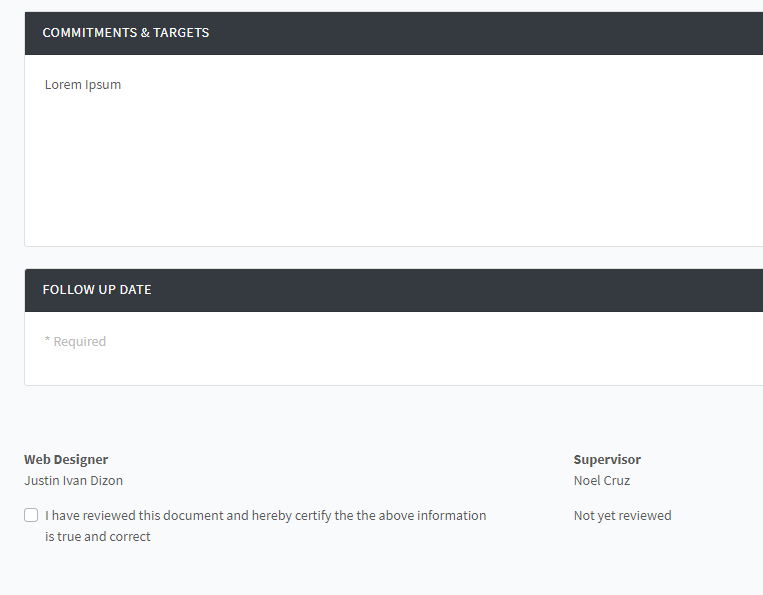 COMMITMENTS & TARGETS
Lorem Ipsum
FOLLOW UP DATE
* Required
Web Designer
Justin Ivan Dizon
I have reviewed this document and hereby certify the the above information
is true and correct
Supervisor
Noel Cruz
Not yet reviewed